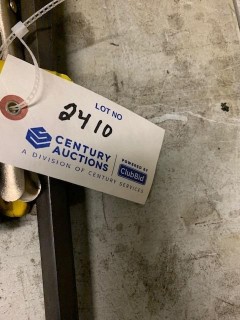 LOT NO
2410
CENTURY
AUCTIONS
A DIVISION OF CENTURY SERVICES
POWERED BY
ClubBid